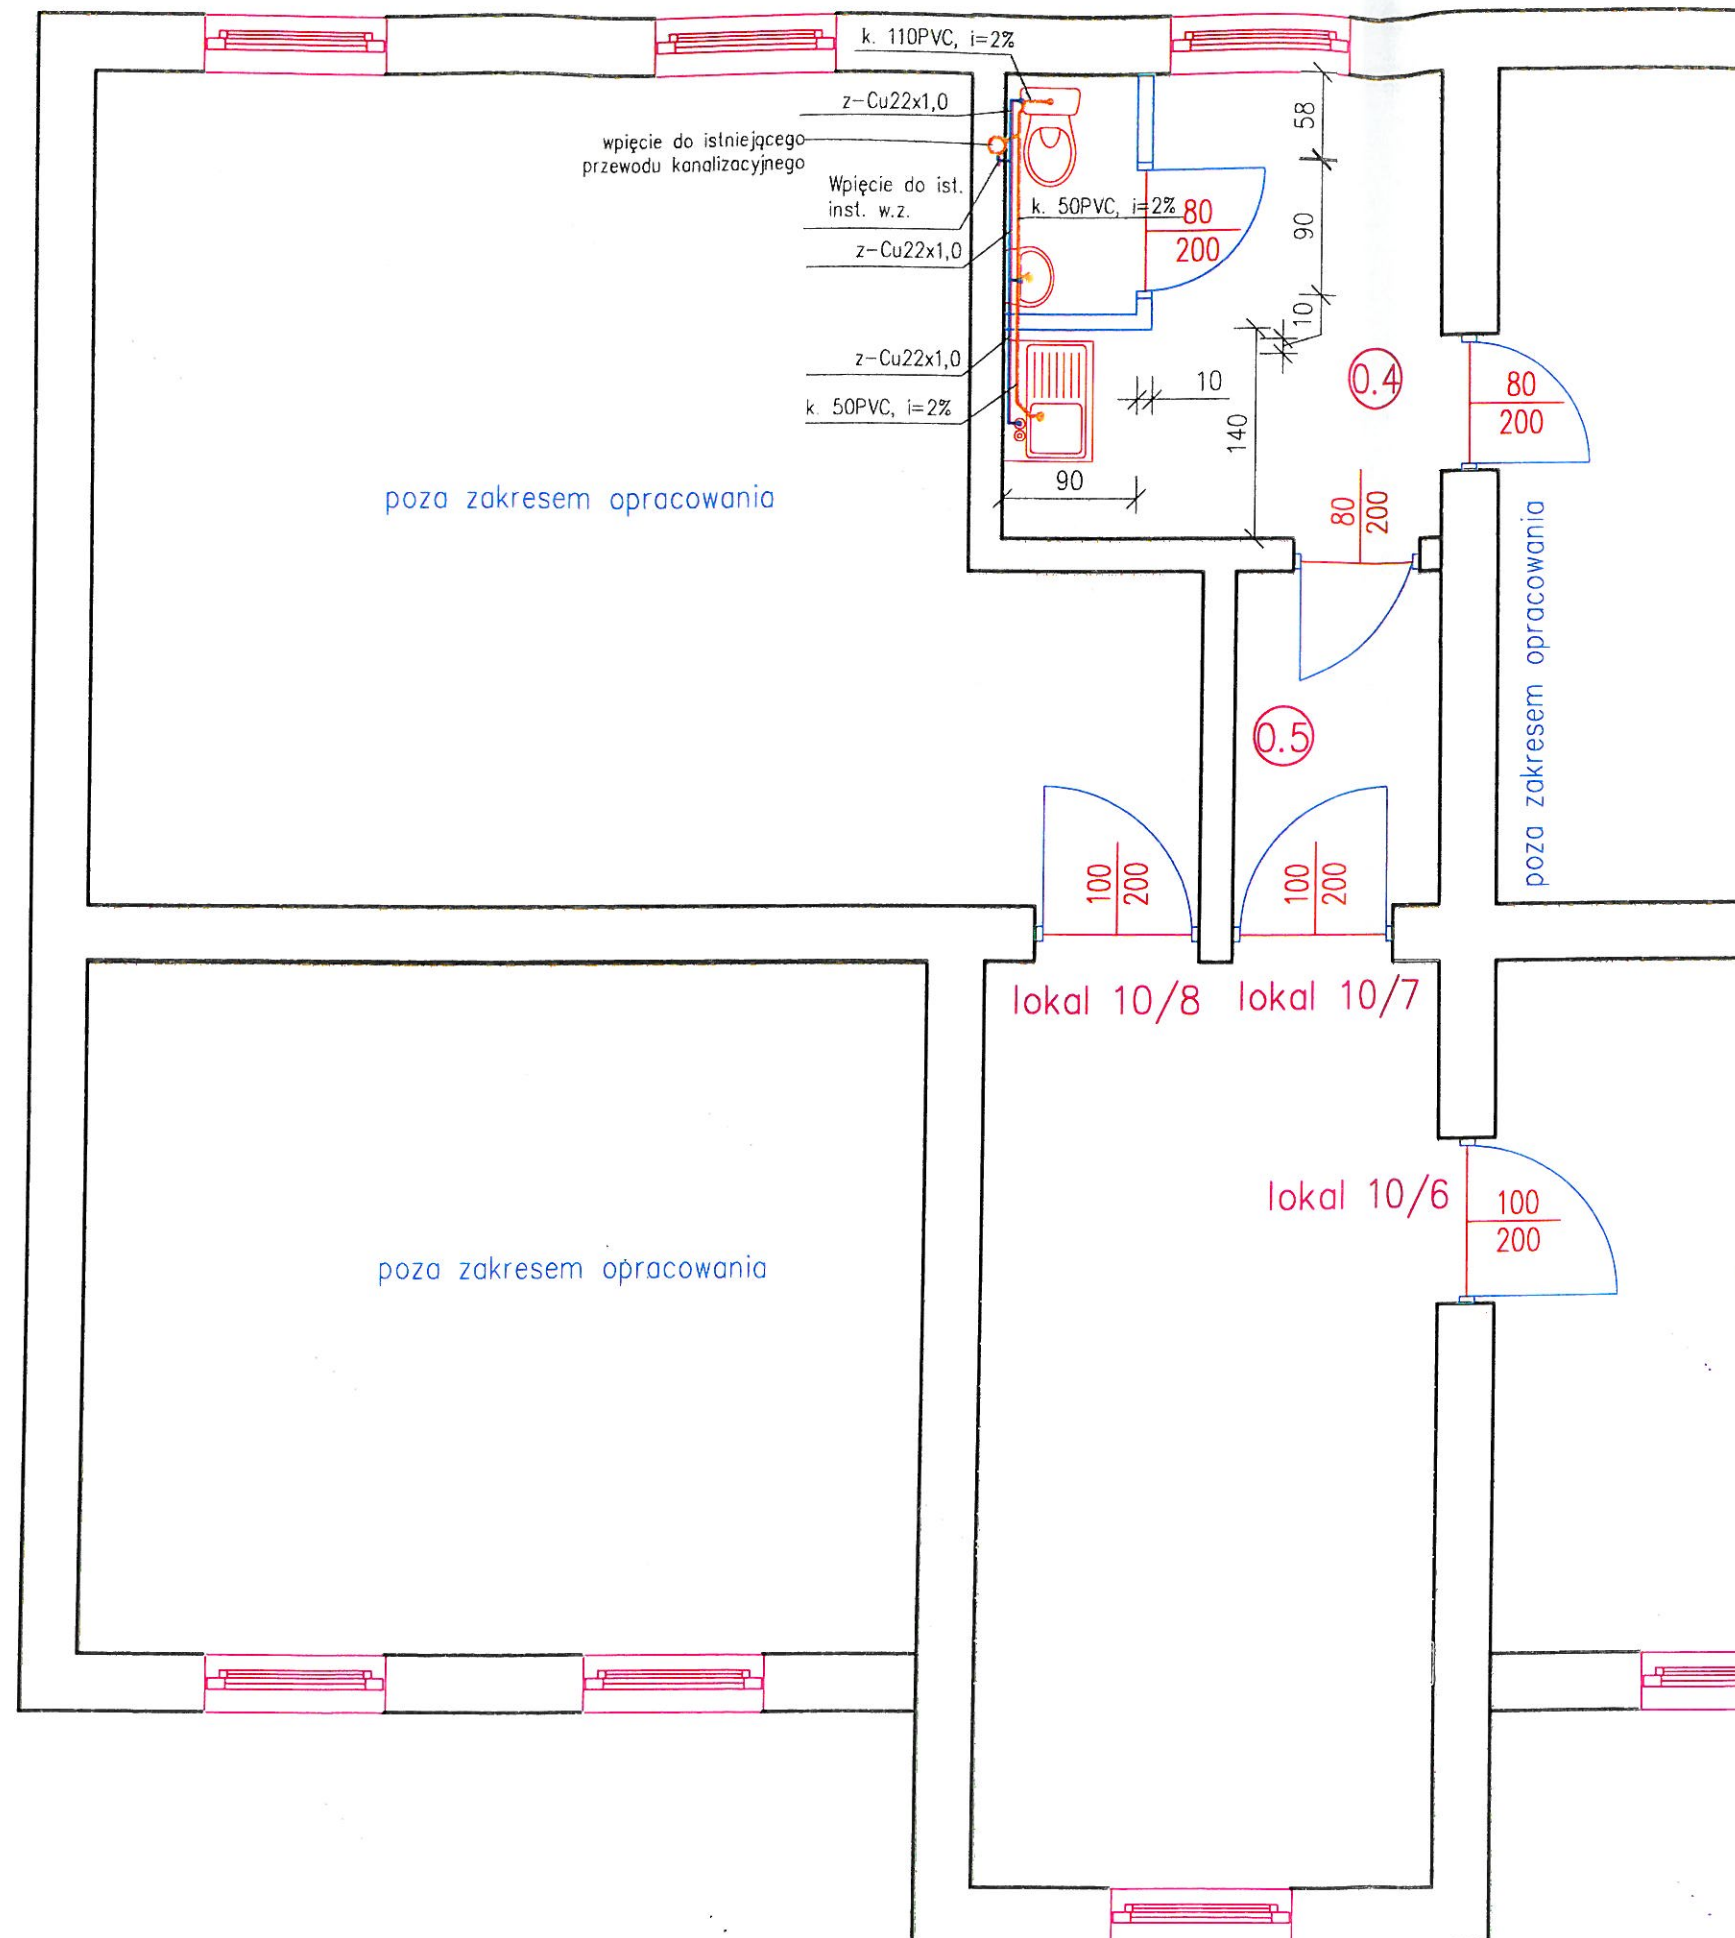 k. 110PVC, i=2%
z-Cu22x1,0
wpięcie do istniejącego
przewodu kanalizacyjnego
Wpięcie do ist.
inst. w.z.
z-Cu22x1,0
z-Cu22x1,0
k. 50PVC, i=2%
k. 50PVC, i=2%
80
200
58
90
10
10
140
90
0.4
80
200
80
200
poza zakresem opracowania
poza zakresem opracowania
0.5
100
200
100
200
lokal 10/8
lokal 10/7
lokal 10/6
100
200
poza zakresem opracowania